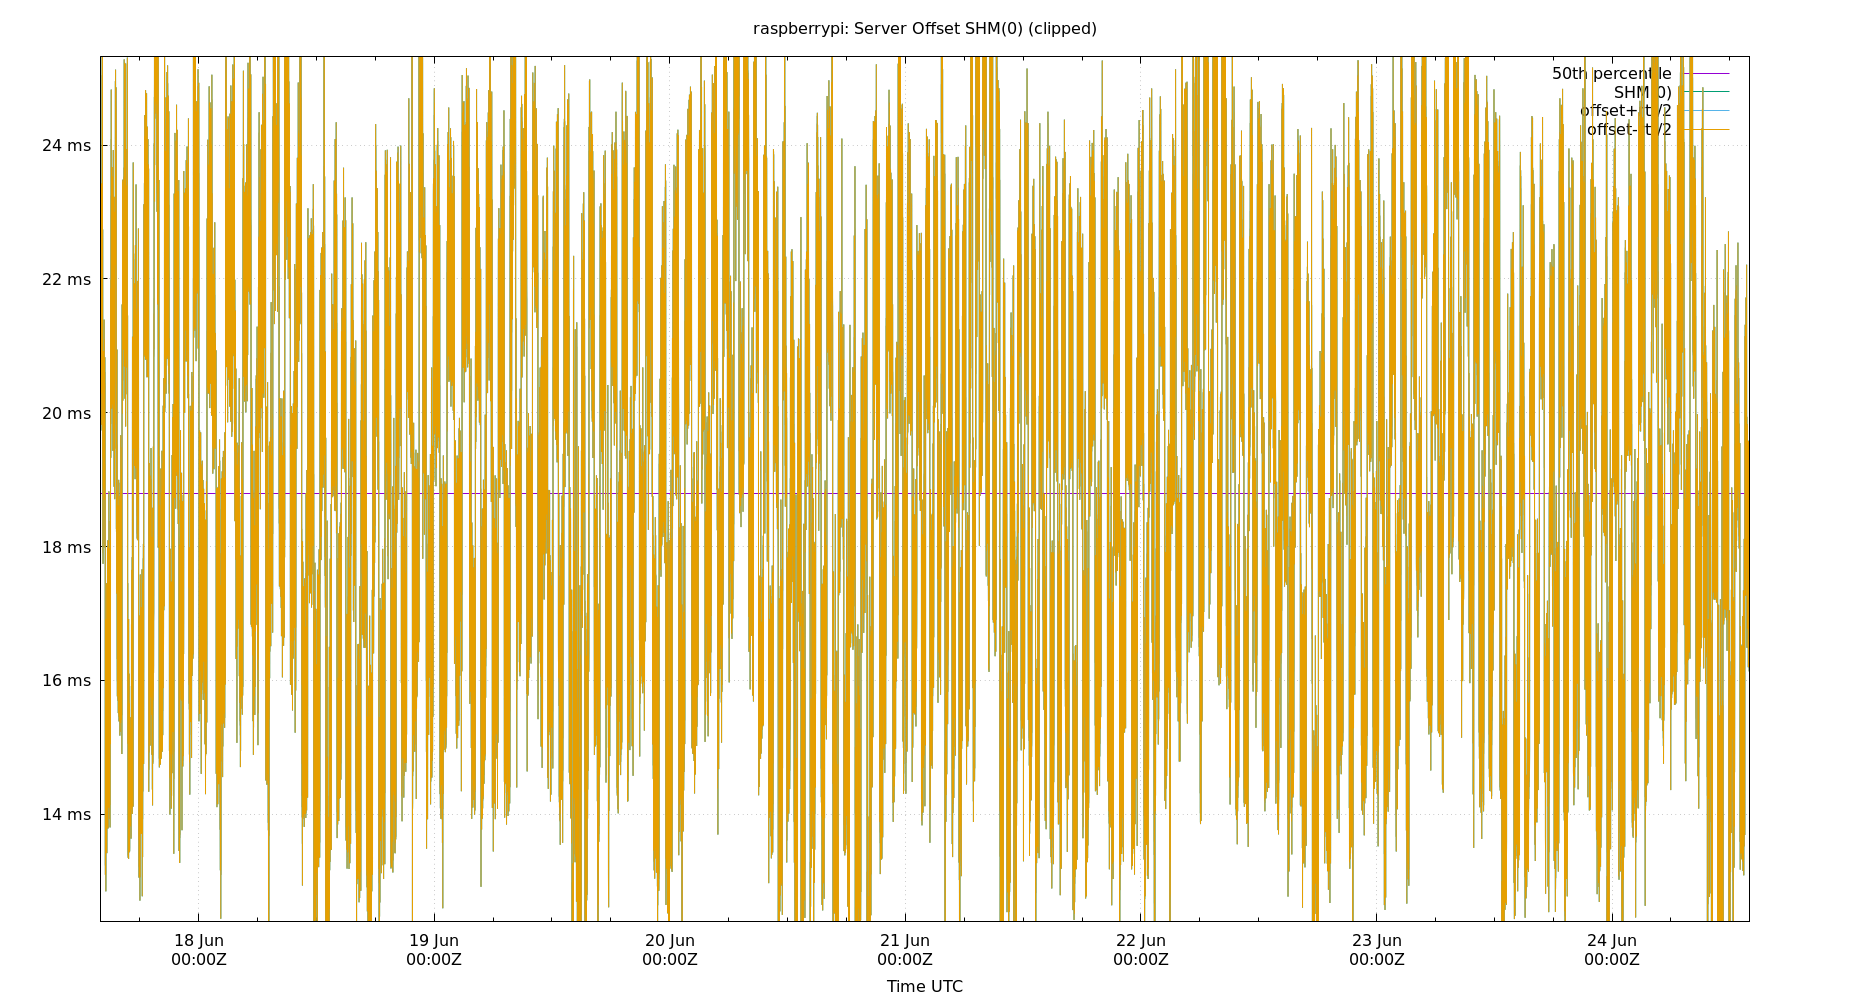 raspberrypi: Server Offset SHM(0) (clipped)
50th percentile
SHM(0)
offset+rtt/2
offset-rtt/2
24 ms
22 ms
20 ms
18 ms
16 ms
14 ms
18 Jun 19 Jun 20 Jun 21 Jun 22 Jun 23 Jun 24 Jun
00:00Z 00:00Z 00:00Z 00:00Z 00:00Z 00:00Z 00:00Z
Time UTC